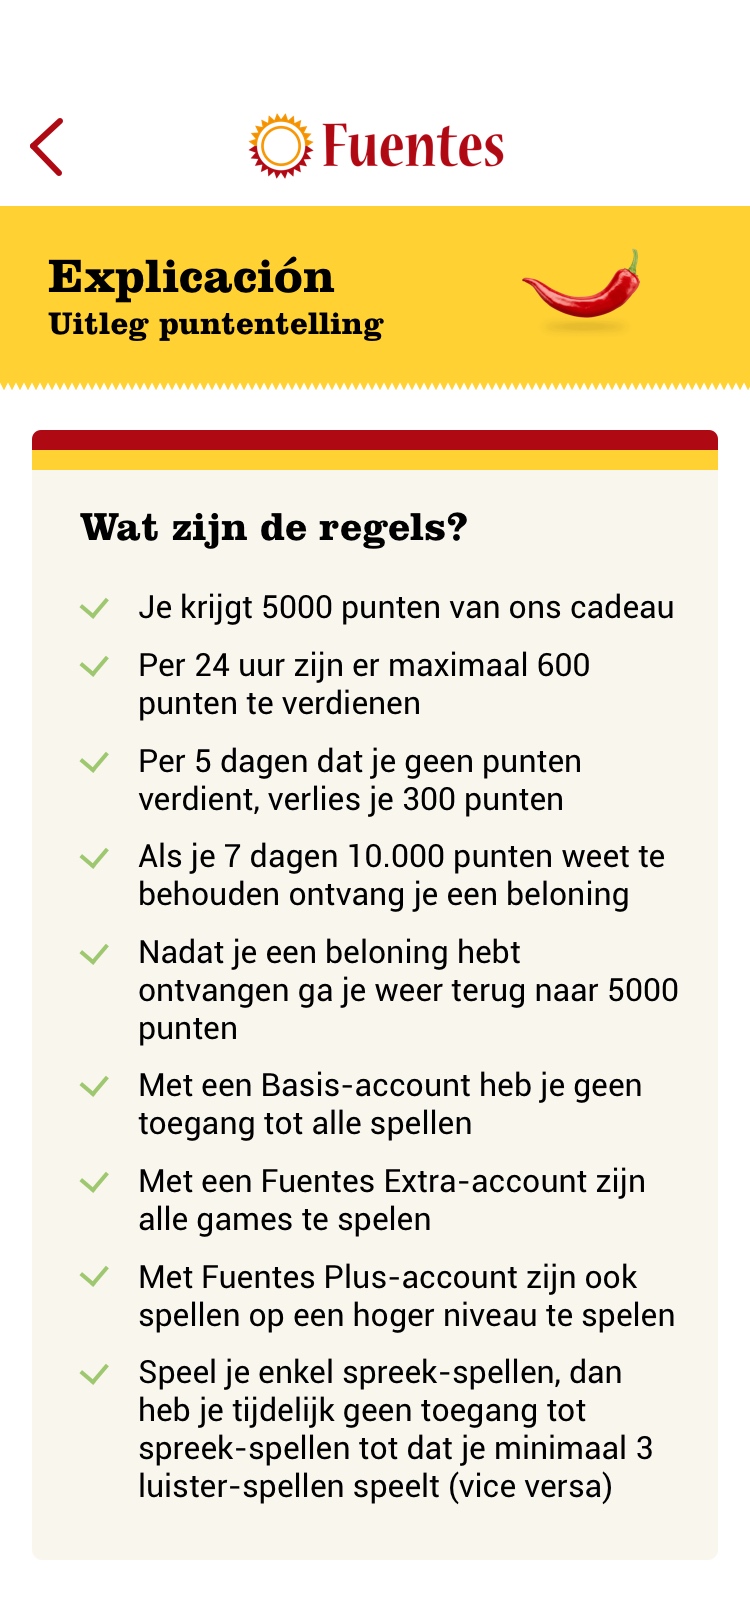 Fuentes
Explicación
Uitleg puntentelling
Wat zijn de regels?
Je krijgt 5000 punten van ons cadeau
Per 24 uur zijn er maximaal 600
punten te verdienen
Per 5 dagen dat je geen punten
verdient, verlies je 300 punten
Als je 7 dagen 10.000 punten weet te
behouden ontvang je een beloning
Nadat je een beloning hebt
ontvangen ga je weer terug naar 5000
punten
Met een Basis-account heb je geen
toegang tot alle spellen
Met een Fuentes Extra-account zijn
alle games te spelen
Met Fuentes Plus-account zijn ook
spellen op een hoger niveau te spelen
Speel je enkel spreek-spellen, dan
heb je tijdelijk geen toegang tot
spreek-spellen tot dat je minimaal 3
luister-spellen speelt (vice versa)